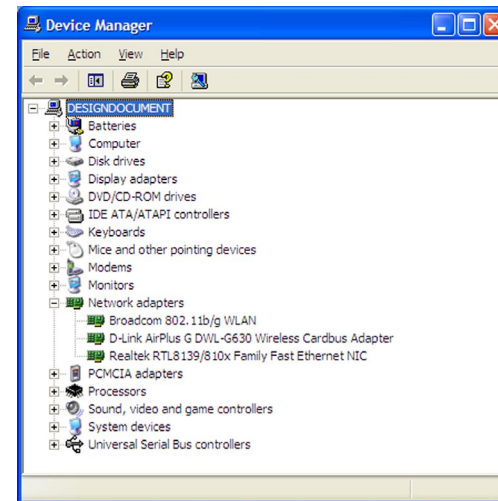 Device Manager
File Action View Help
DESIGNDOCUMENT
Batteries
Computer
Disk drives
Display adapters
DVD/CD-ROM drives
IDE ATA/ATAPI controllers
Keyboards
Mice and other pointing devices
Modems
Monitors
Network adapters
Broadcom 802.11b/g WLAN
D-Link AirPlus G DWL-G630 Wireless Cardbus Adapter
Realtek RTL8139/810x Family Fast Ethernet NIC
PCMCIA adapters
Processors
Sound, video and game controllers
System devices
Universal Serial Bus controllers